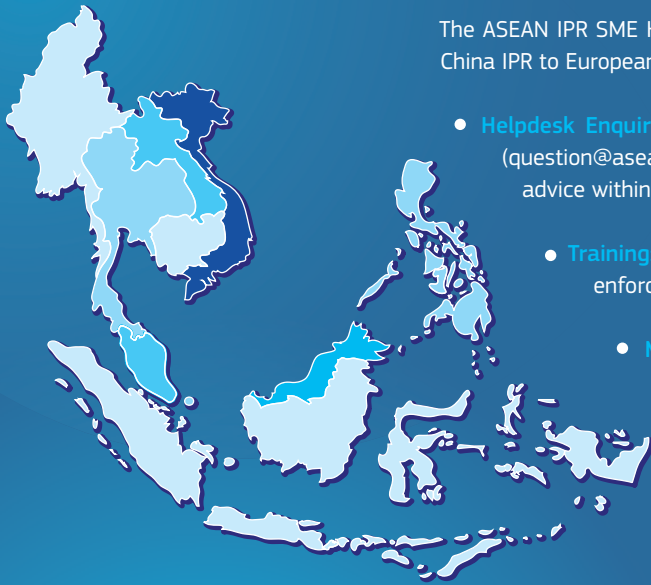 The ASEAN IPR SME
China IPR to European
• Helpdesk Enquir
(question@asea
advice within
• Training
enforc
•